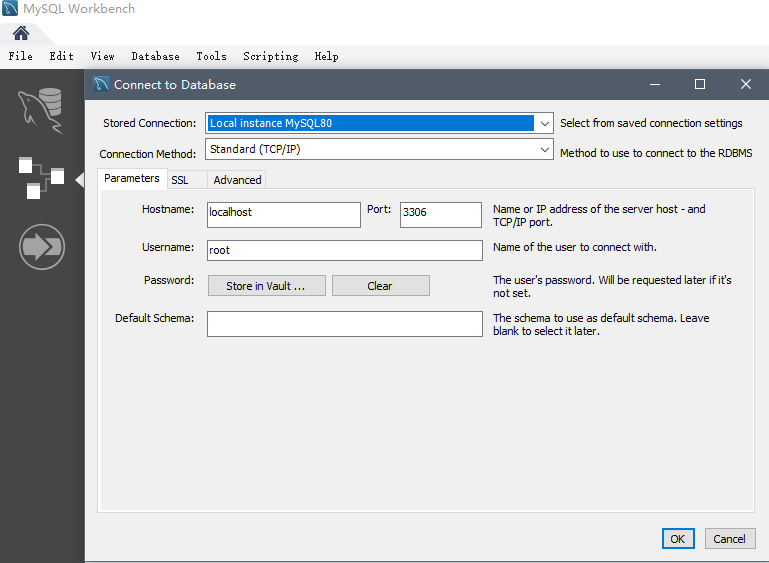 MySQL Workbench
File Edit View Database Tools Scripting Help
Connect to Database
Stored Connection: Local instance MySQL80 Select from saved connection settings
Connection Method: Standard (TCP/IP) Method to use to connect to the RDBMS
Parameters SSL Advanced
Hostname: localhost Port: 3306 Name or IP address of the server host - and
TCP/IP port.
Username: root Name of the user to connect with.
Password: Store in Vault ... Clear The user's password. Will be requested later if it's
not set.
Default Schema: The schema to use as default schema. Leave
blank to select it later.
OK Cancel